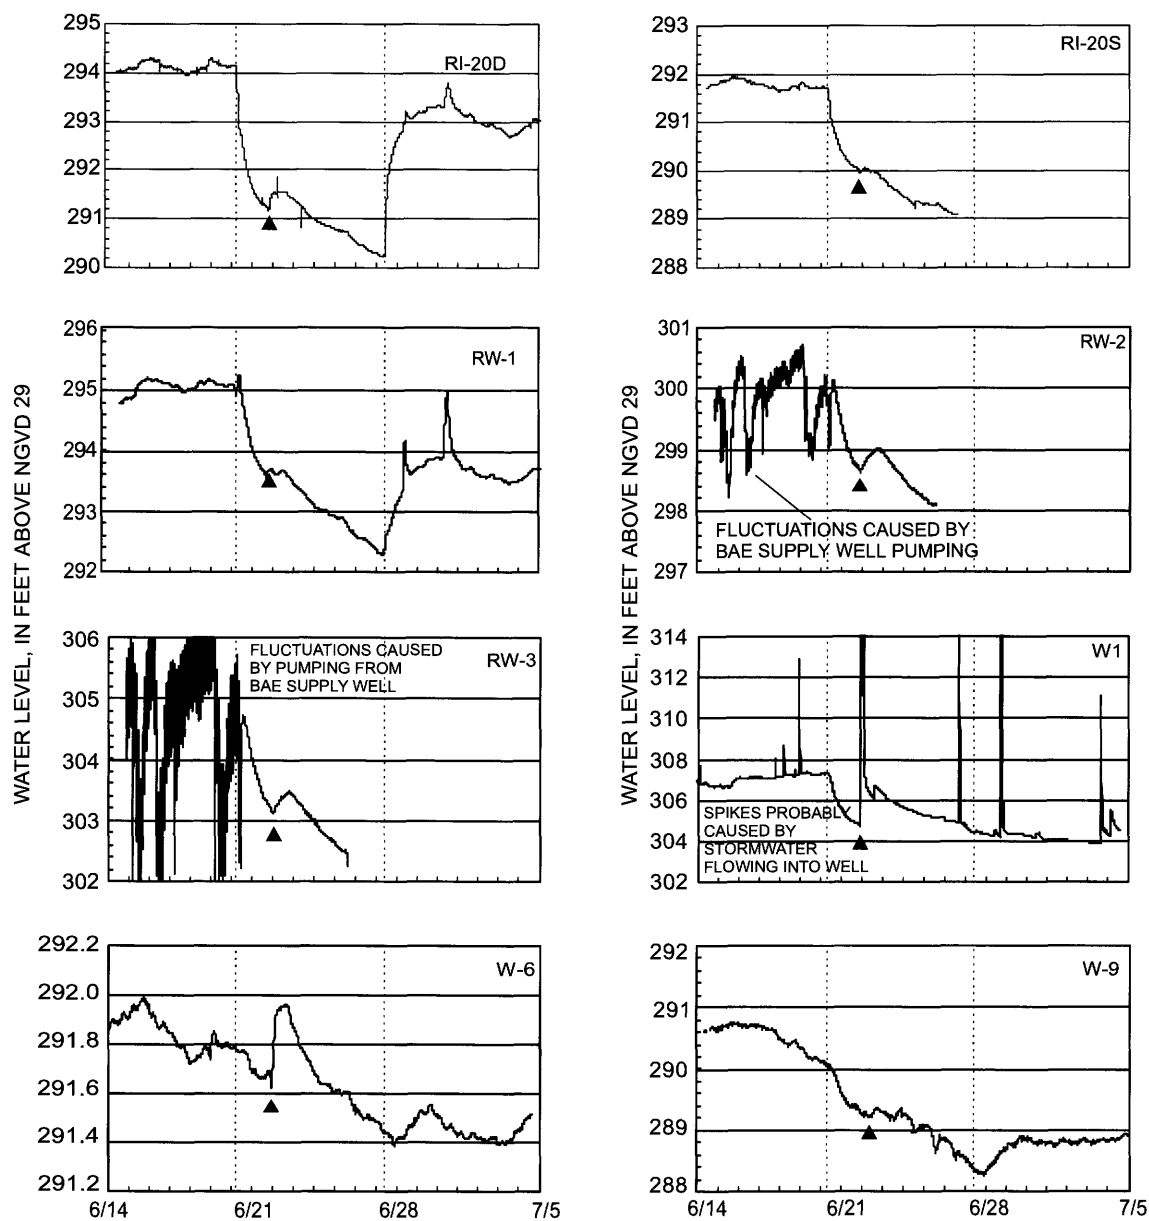 295
294
293
292
291
290
RI-20D
293
292
291
290
289
288
RI-20S
WATER LEVEL, IN FEET ABOVE NGVD 29
296
295
294
293
292
RW-1
WATER LEVEL, IN FEET ABOVE NGVD 29
301
300
299
298
297
RW-2
FLUCTUATIONS CAUSED BY
BAE SUPPLY WELL PUMPING
306
305
304
303
302
FLUCTUATIONS CAUSED
BY PUMPING FROM
BAE SUPPLY WELL
RW-3
314
312
310
308
306
304
302
W1
SPIKES PROBABLY
CAUSED BY
STORMWATER
FLOWING INTO WELL
292.2
292.0
291.8
291.6
291.4
291.2
W-6
6/14 6/21 6/28 7/5
292
291
290
289
288
W-9
6/14 6/21 6/28 7/5